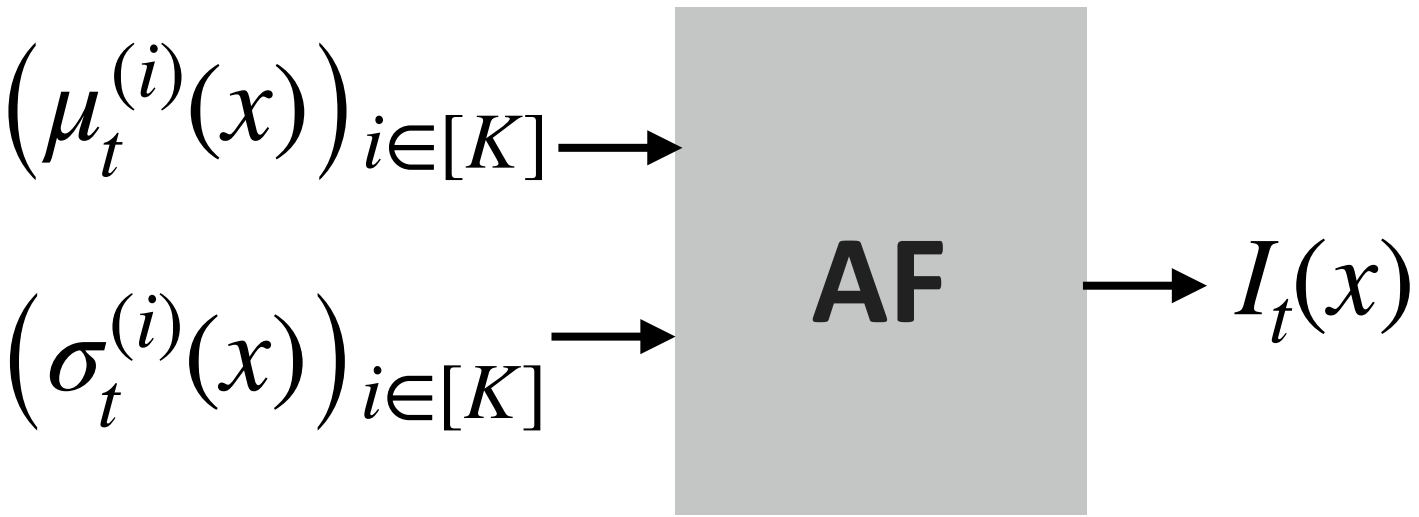 (μ_t^{(i)}(x))_{i∈[K]}
(σ_t^{(i)}(x))_{i∈[K]}
AF
I_t(x)